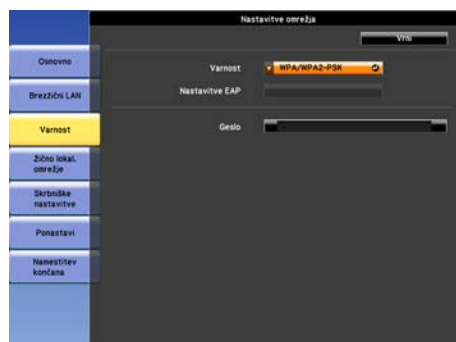 Nastavitve omrežja
Vrni
Osnovno
Brezžični LAN
Varnost
Žično lokal.
omrežje
Skrbniške
nastavitve
Ponastavi
Namestitev
končana
Varnost
WPA/WPA2-PSK
Nastavitve EAP
Geslo